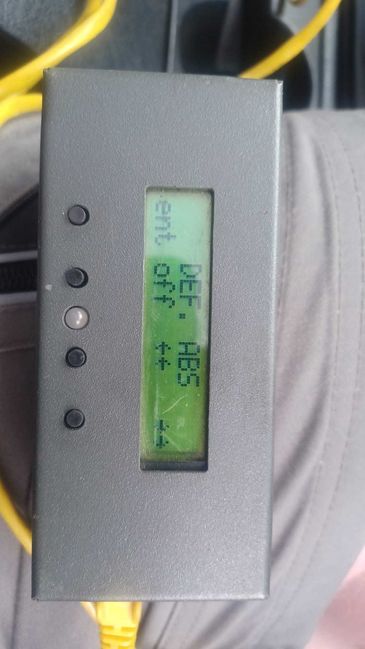 DEF. ABS
ent off ↑↑ ↓↓